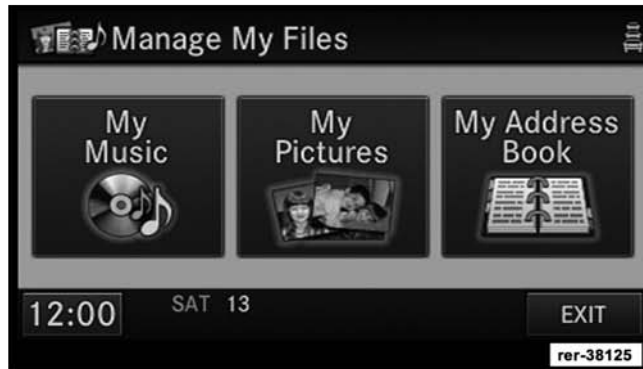 Manage My Files
My
Music
My
Pictures
My Address
Book
12:00
SAT 13
EXIT
rer-38125